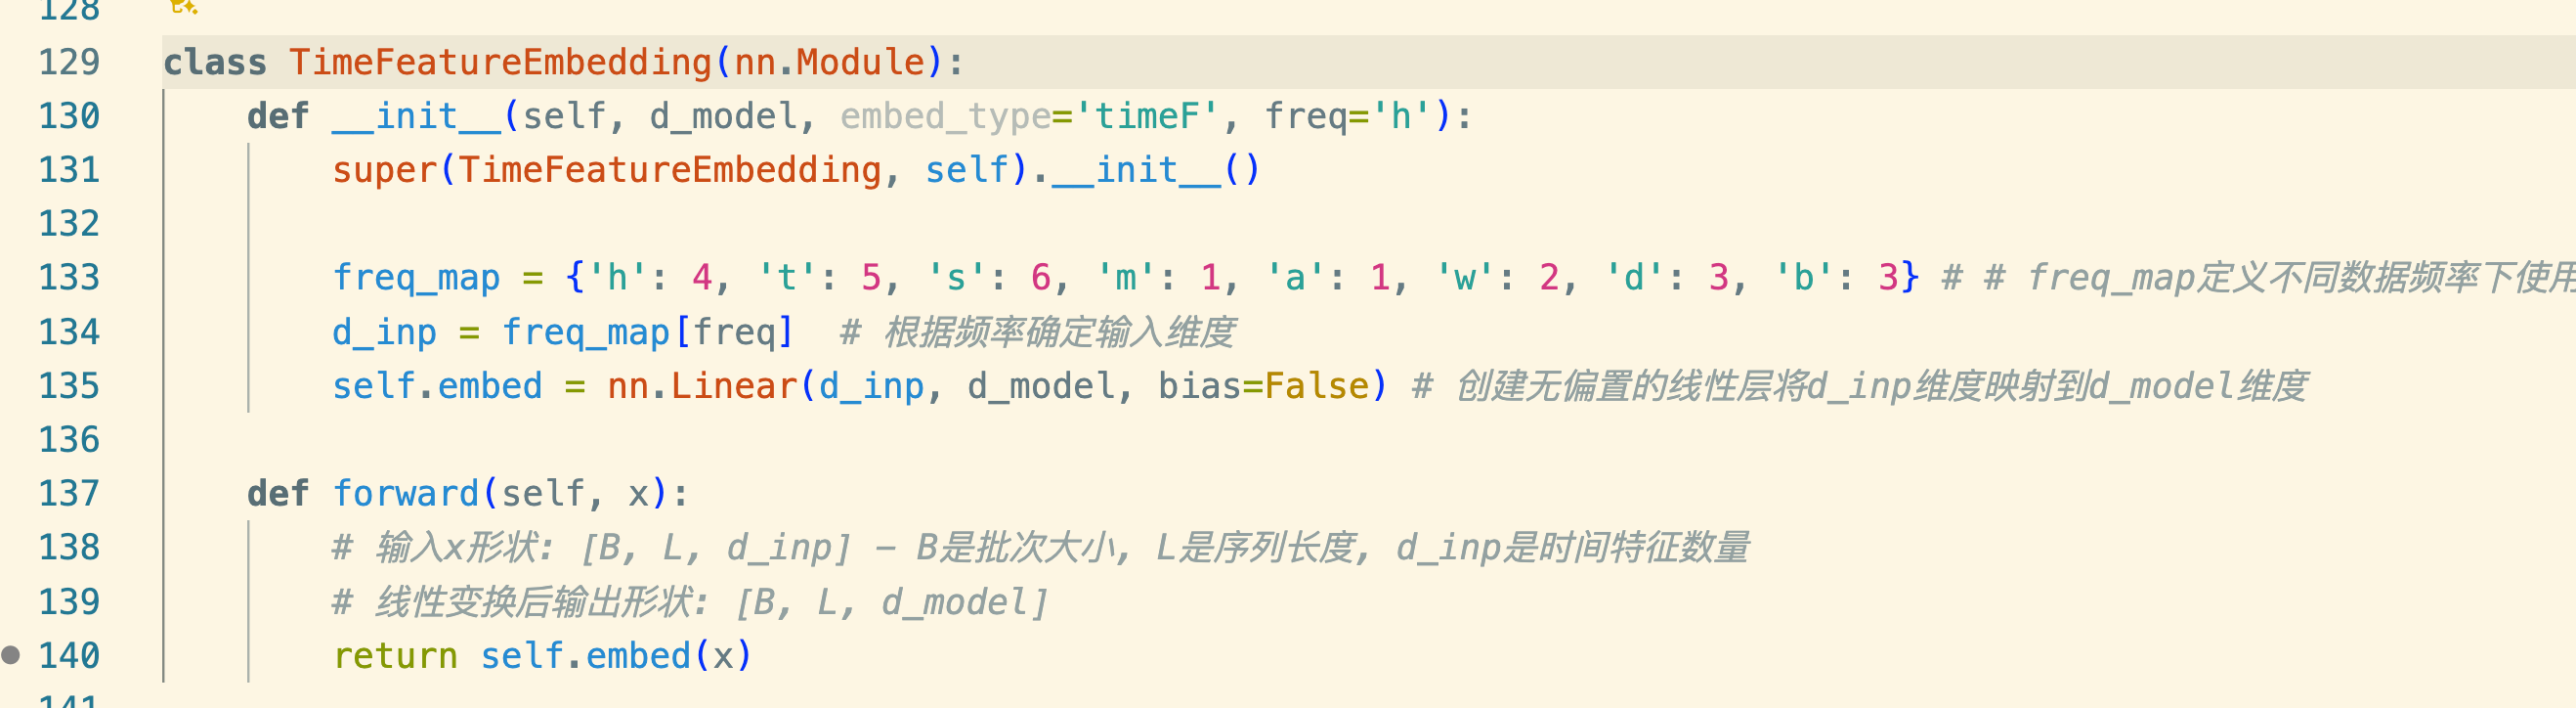 128
129 class TimeFeatureEmbedding(nn.Module):
130     def __init__(self, d_model, embed_type='timeF', freq='h'):
131         super(TimeFeatureEmbedding, self).__init__()
132
133         freq_map = {'h': 4, 't': 5, 's': 6, 'm': 1, 'a': 1, 'w': 2, 'd': 3, 'b': 3} # # freq_map定义不同数据频率下使用
134         d_inp = freq_map[freq]  # 根据频率确定输入维度
135         self.embed = nn.Linear(d_inp, d_model, bias=False) # 创建无偏置的线性层将d_inp维度映射到d_model维度
136
137     def forward(self, x):
138         # 输入x形状: [B, L, d_inp] – B是批次大小, L是序列长度, d_inp是时间特征数量
139         # 线性变换后输出形状: [B, L, d_model]
140         return self.embed(x)
141